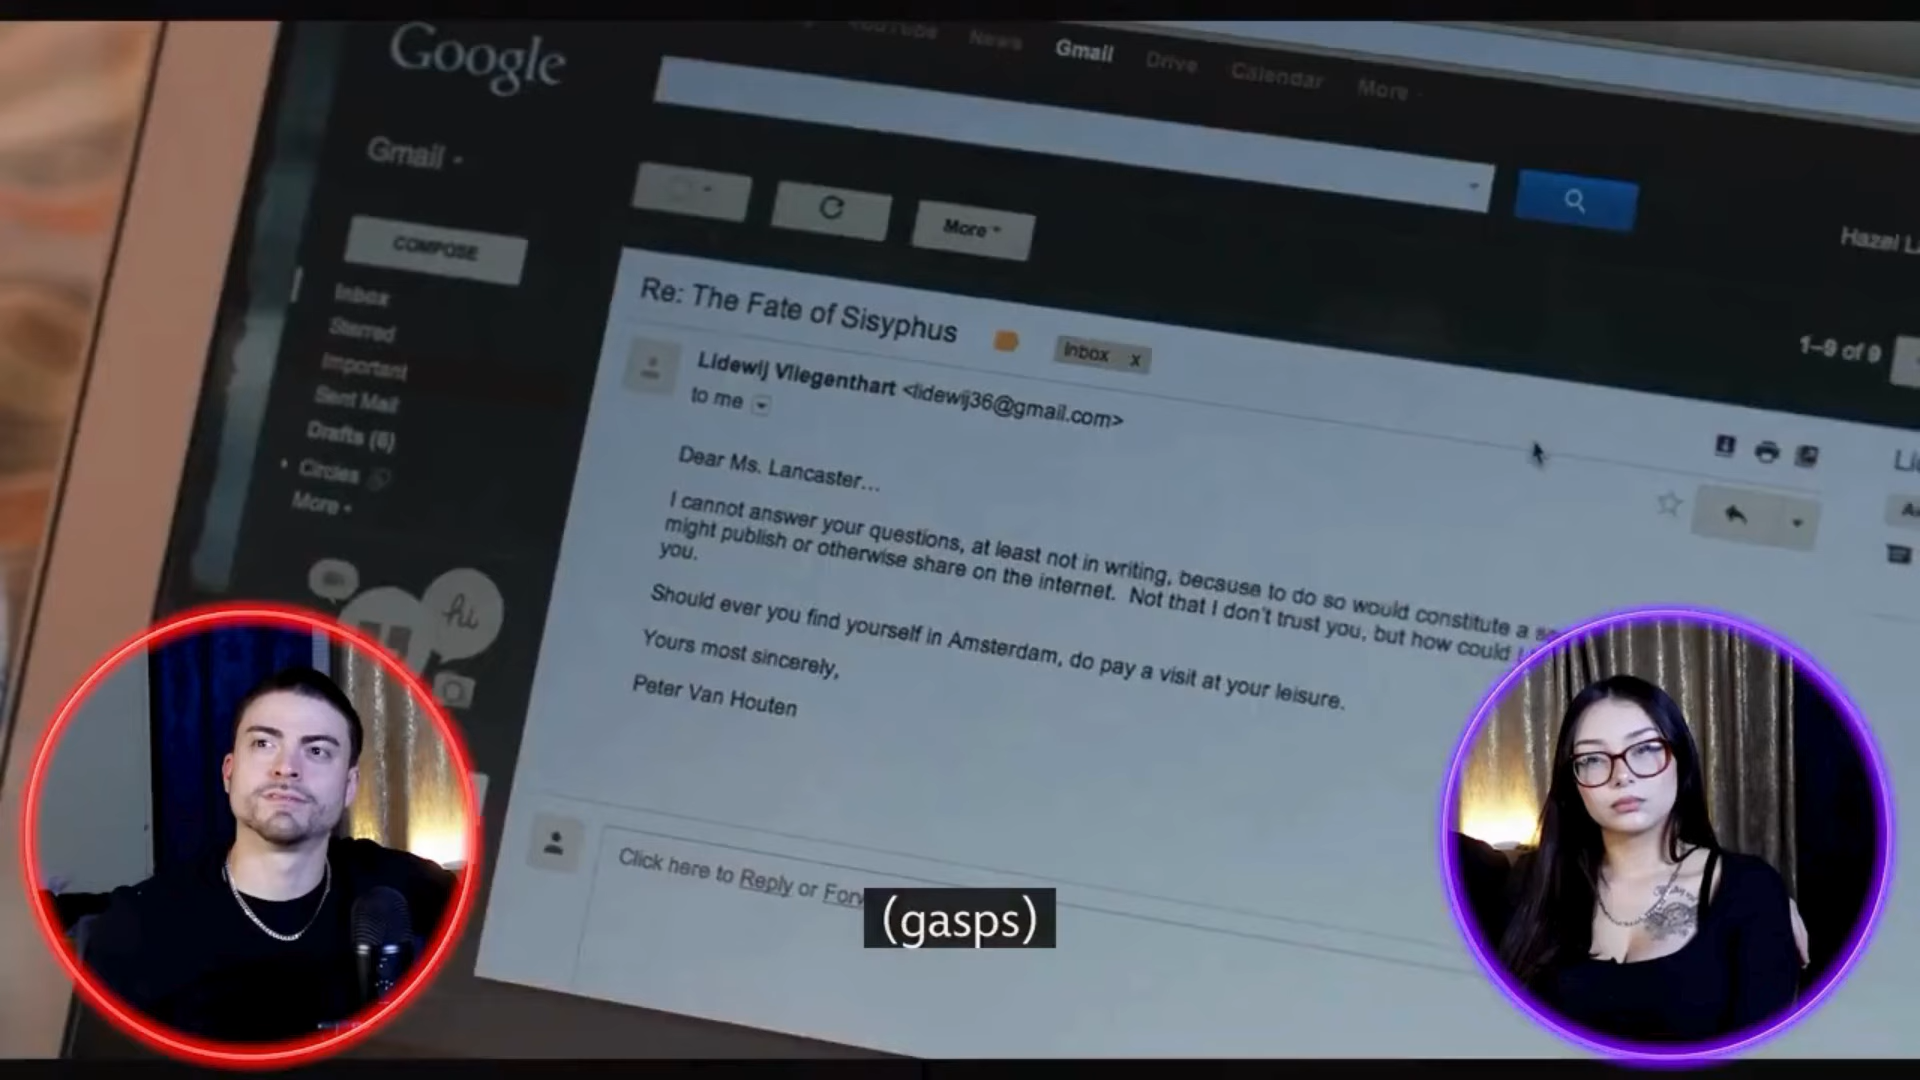 Google
YouTube News Gmail Drive Calendar More
Gmail
COMPOSE
More
Hazel
Inbox
Starred
Important
Sent Mail
Drafts (6)
Circles
More
1–9 of 9
Re: The Fate of Sisyphus Inbox x
Lidewij Vliegenthart <lidewij36@gmail.com>
to me
Dear Ms. Lancaster...
I cannot answer your questions, at least not in writing, becsuse to do so would constitute a
might publish or otherwise share on the internet. Not that I don't trust you, but how could
you.
Should ever you find yourself in Amsterdam, do pay a visit at your leisure.
Yours most sincerely,
Peter Van Houten
hi
Click here to Reply or
(gasps)